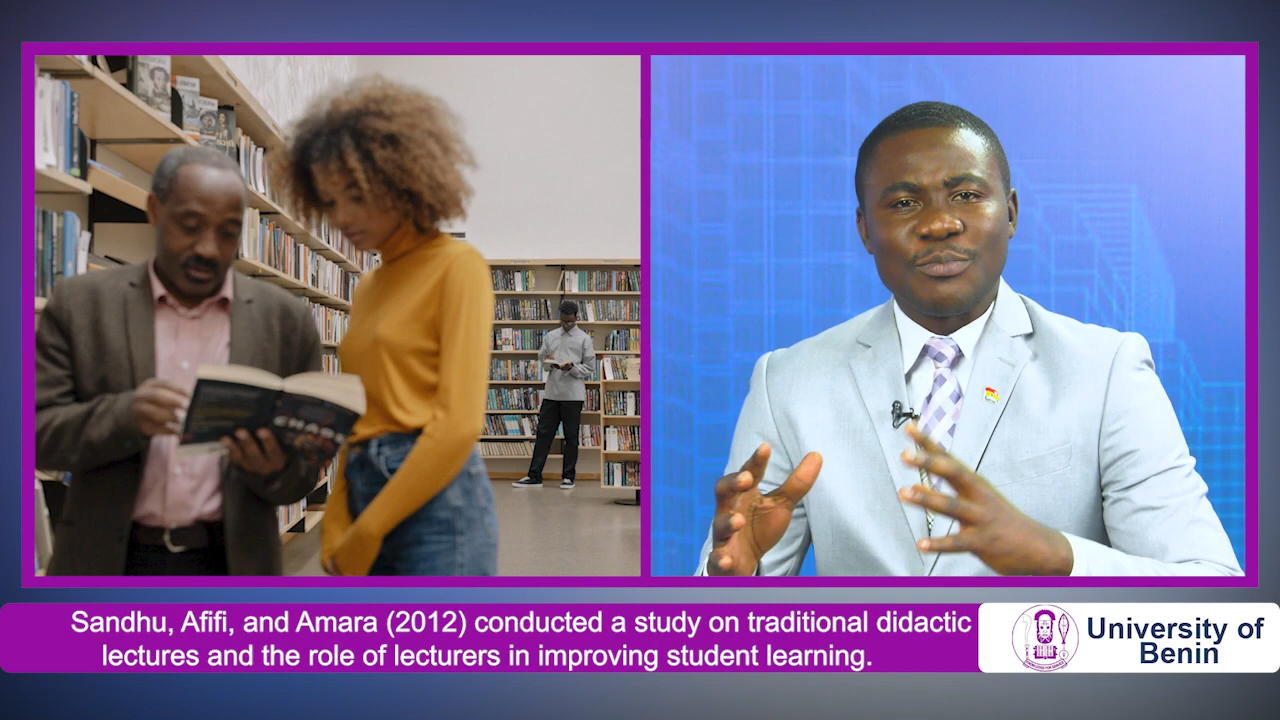 Sandhu, Afifi, and Amara (2012) conducted a study on traditional didactic
lectures and the role of lecturers in improving student learning.
University of
Benin